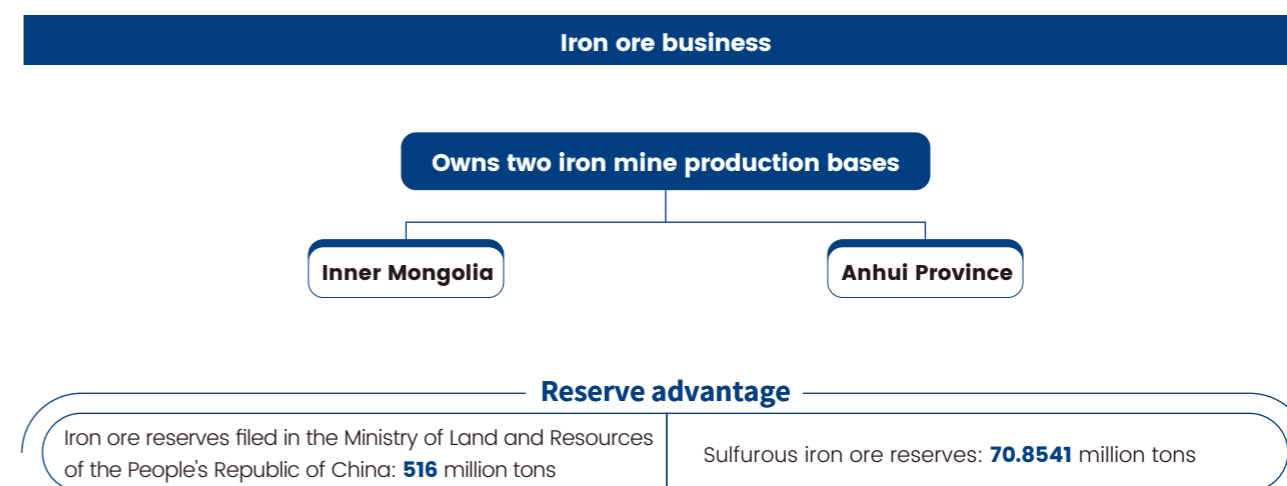 Iron ore business
Owns two iron mine production bases
Inner Mongolia
Anhui Province
Reserve advantage
Iron ore reserves filed in the Ministry of Land and Resources
of the People's Republic of China: 516 million tons
Sulfurous iron ore reserves: 70.8541 million tons